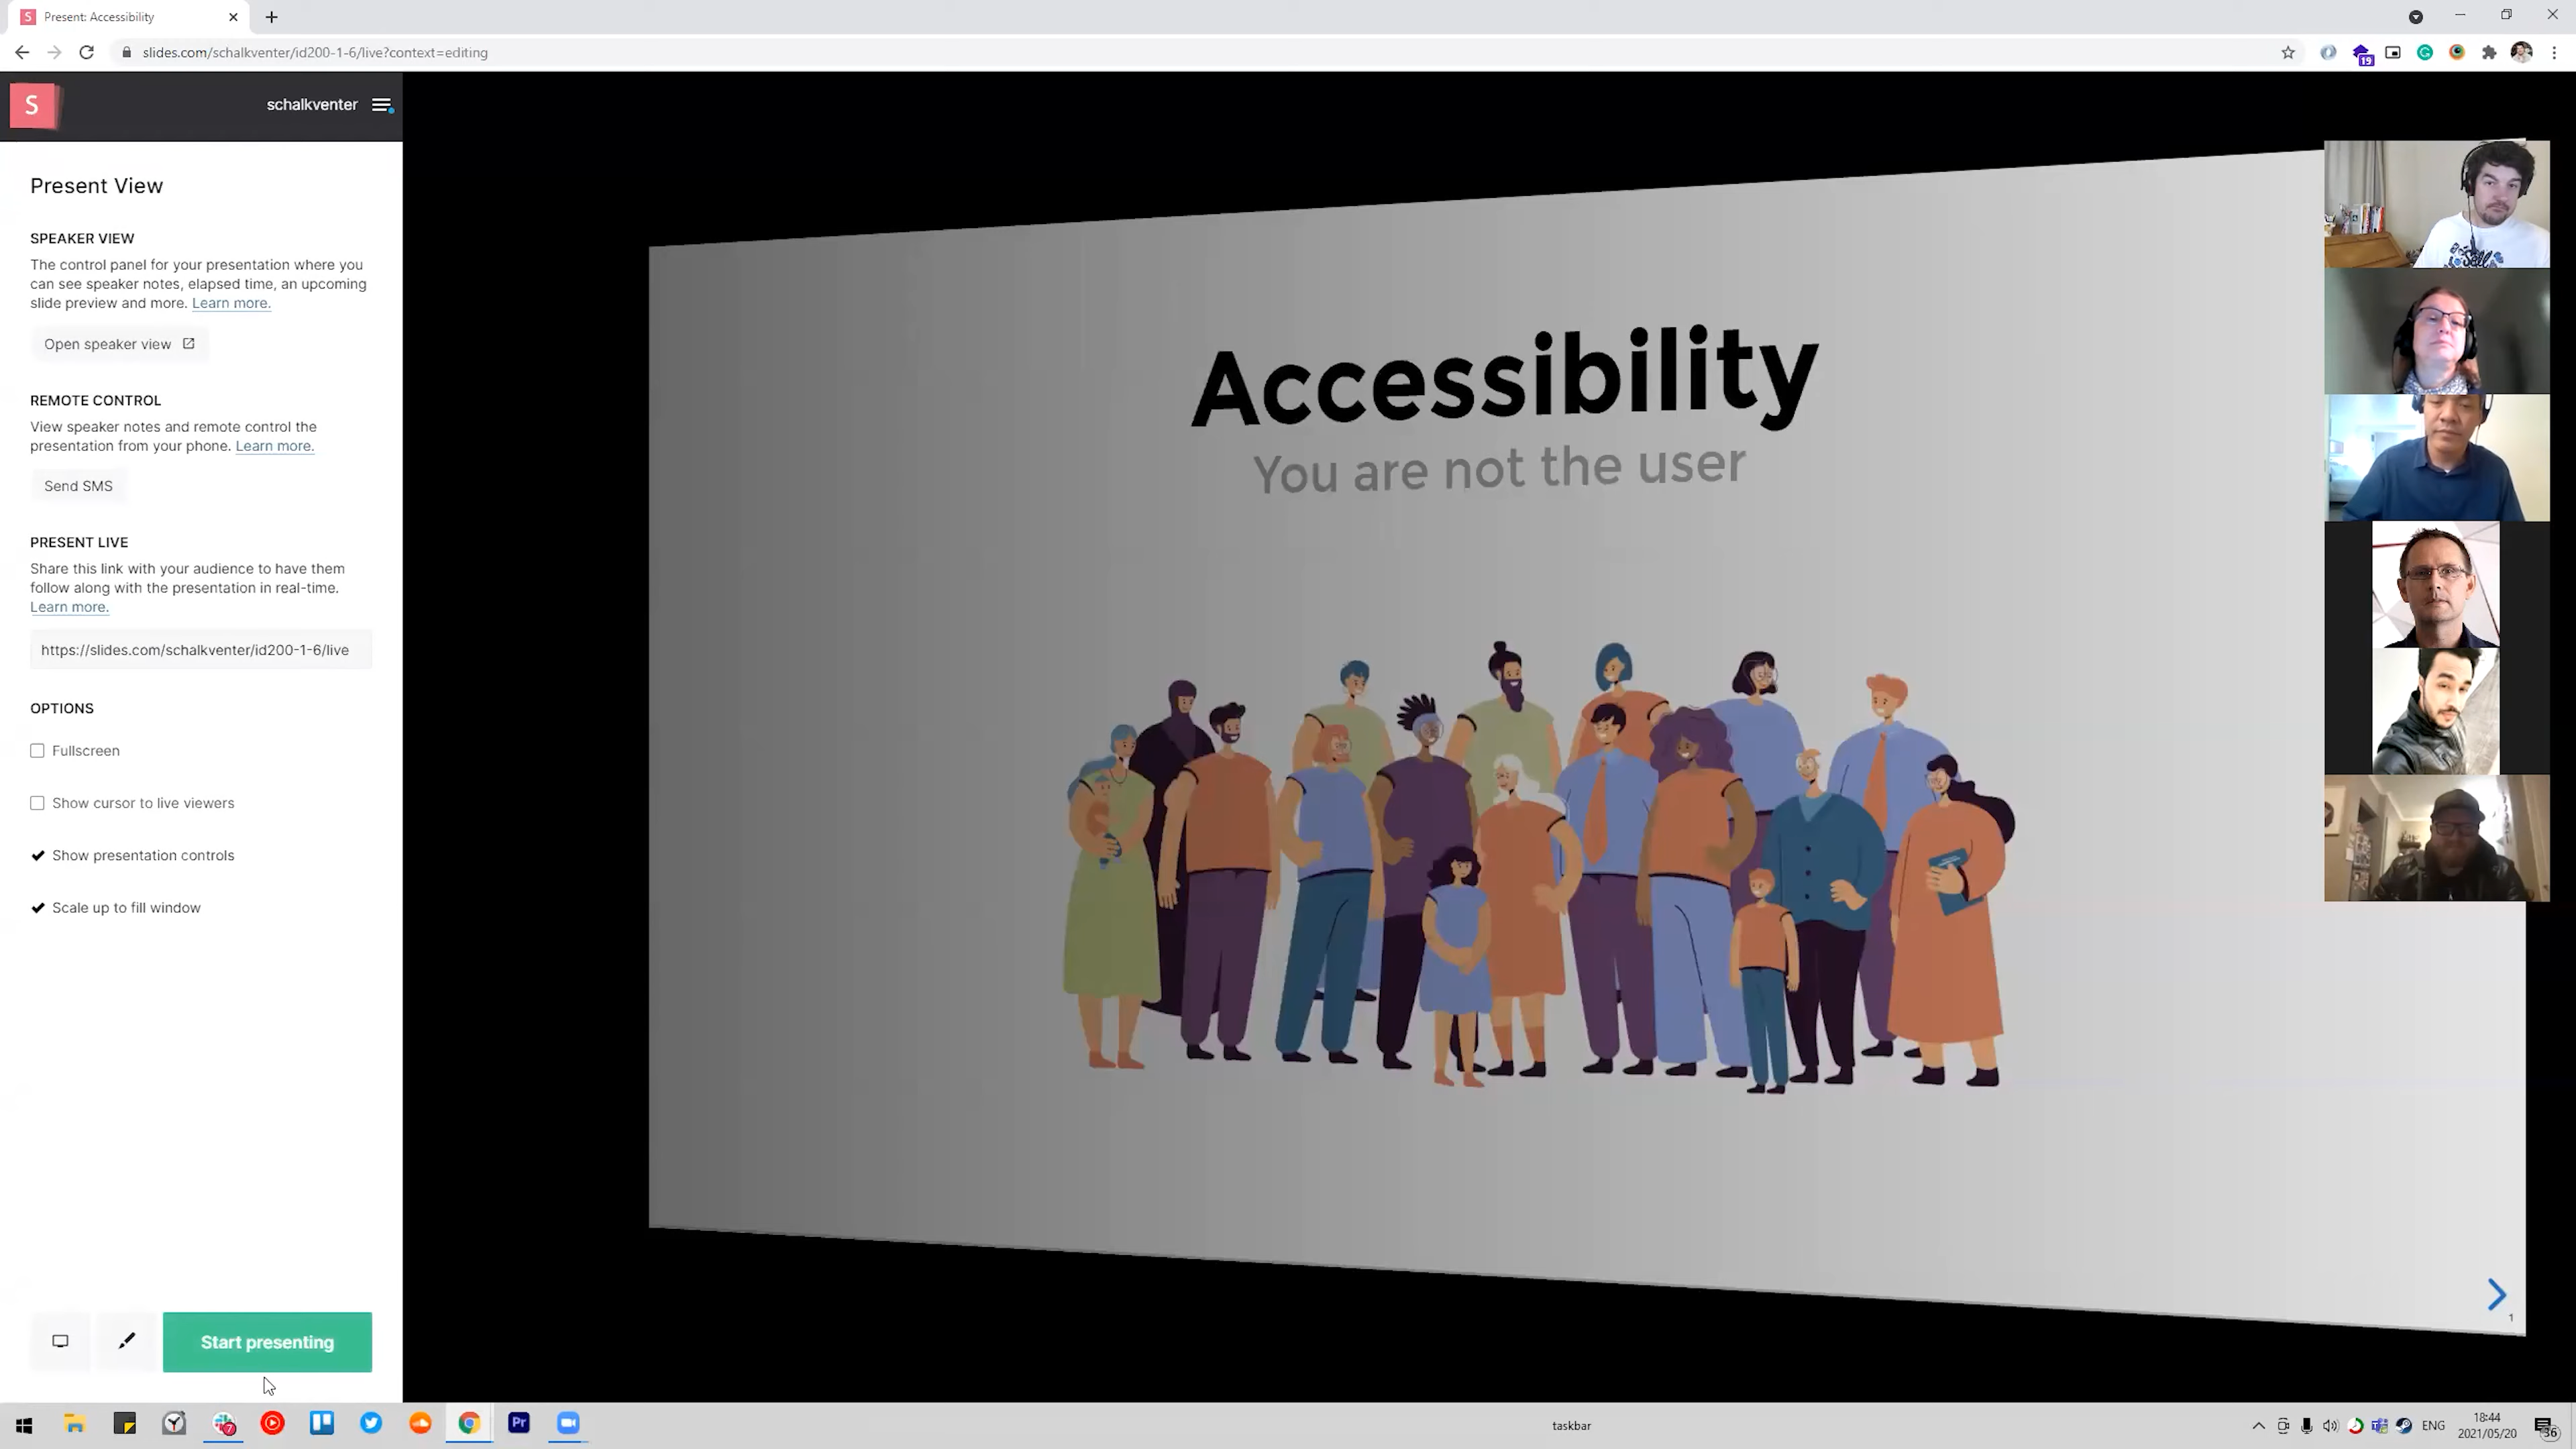 Present: Accessibility
slides.com/schalkventer/id200-1-6/live?context=editing
19
S
schalkventer
Present View
SPEAKER VIEW
The control panel for your presentation where you
can see speaker notes, elapsed time, an upcoming
slide preview and more. Learn more.
Open speaker view
REMOTE CONTROL
View speaker notes and remote control the
presentation from your phone. Learn more.
Send SMS
PRESENT LIVE
Share this link with your audience to have them
follow along with the presentation in real-time.
Learn more.
https://slides.com/schalkventer/id200-1-6/live
OPTIONS
Fullscreen
Show cursor to live viewers
Show presentation controls
Scale up to fill window
Start presenting
Accessibility
You are not the user
1
7
Pr
taskbar
ENG
18:44
2021/05/20
36